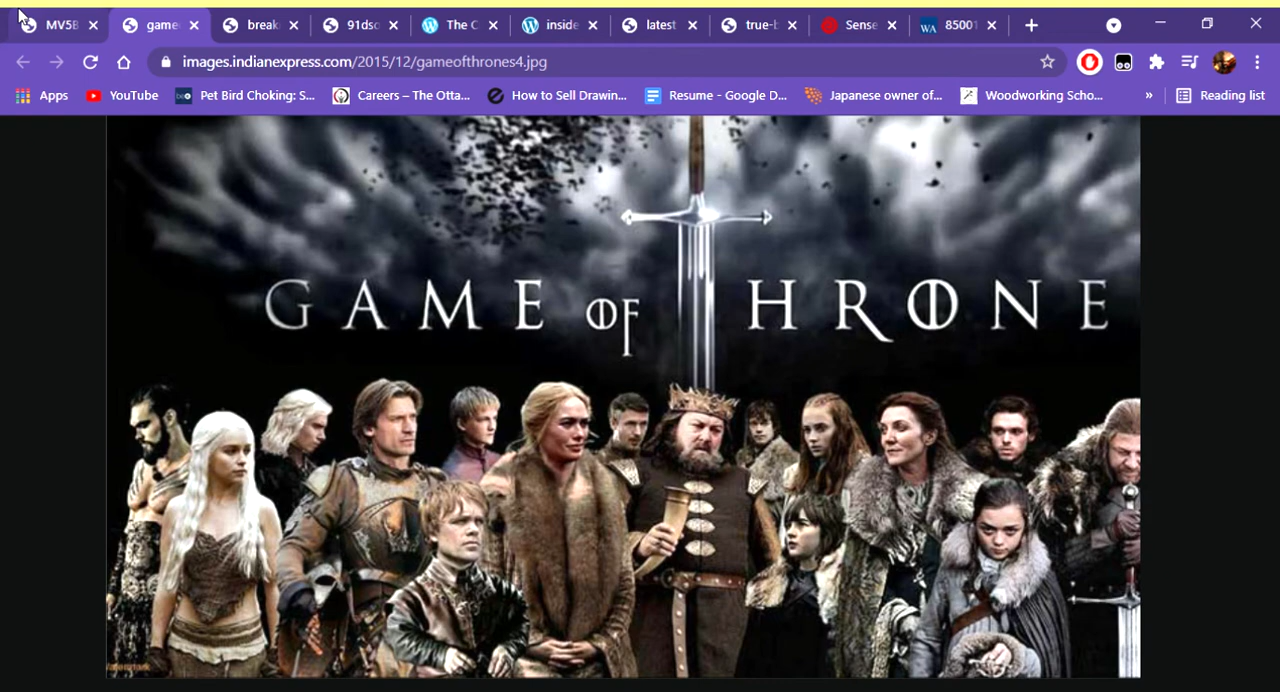 MV5B
game
break
91dsc
The C
inside
latest
true-b
Sense
WA 85001
images.indianexpress.com/2015/12/gameofthrones4.jpg
Apps
YouTube
Pet Bird Choking: S...
Careers – The Otta...
How to Sell Drawin...
Resume - Google D...
Japanese owner of...
Woodworking Scho...
»
Reading list
GAME OF THRONE